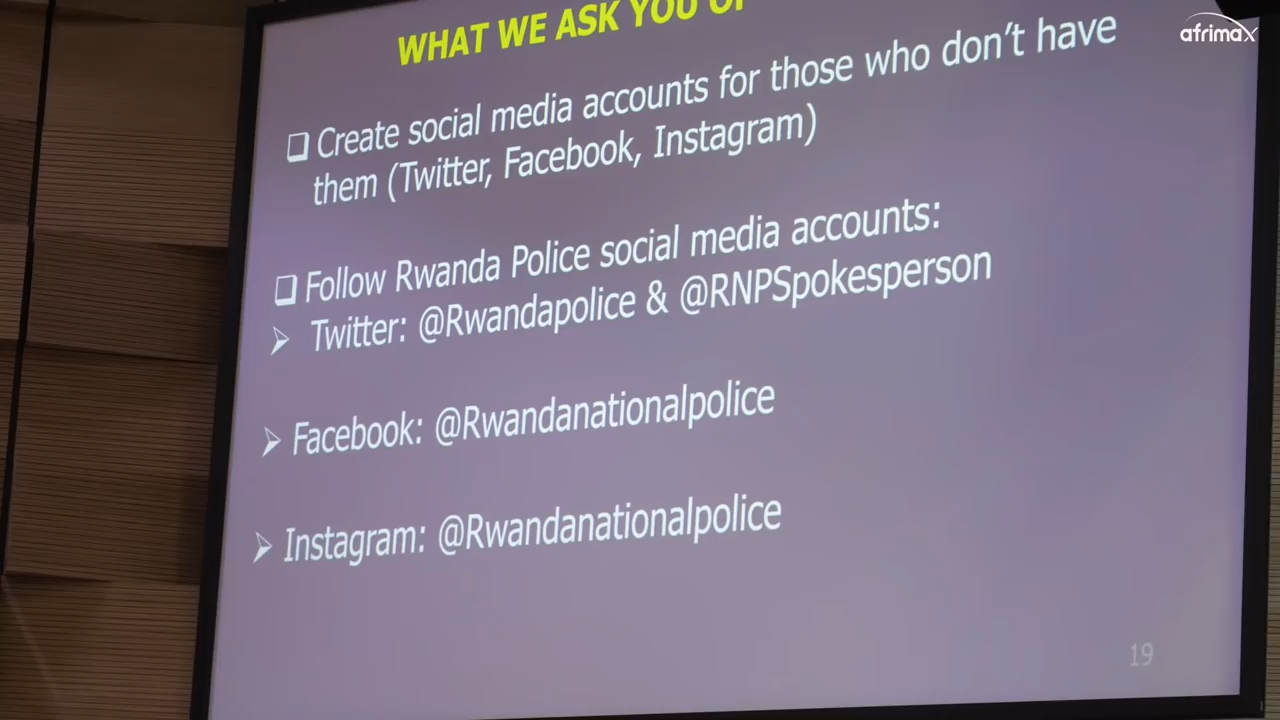 afrimax
WHAT WE ASK YOU
❑ Create social media accounts for those who don't have
them (Twitter, Facebook, Instagram)
❑ Follow Rwanda Police social media accounts:
➢ Twitter: @Rwandapolice & @RNPSpokesperson
➢ Facebook: @Rwandanationalpolice
➢ Instagram: @Rwandanationalpolice
19